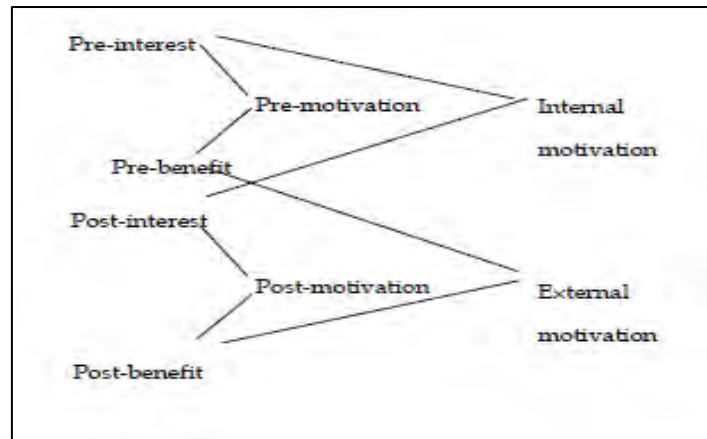 Pre-interest
Pre-motivation
Internal
motivation
Pre-benefit
Post-interest
Post-motivation
External
motivation
Post-benefit